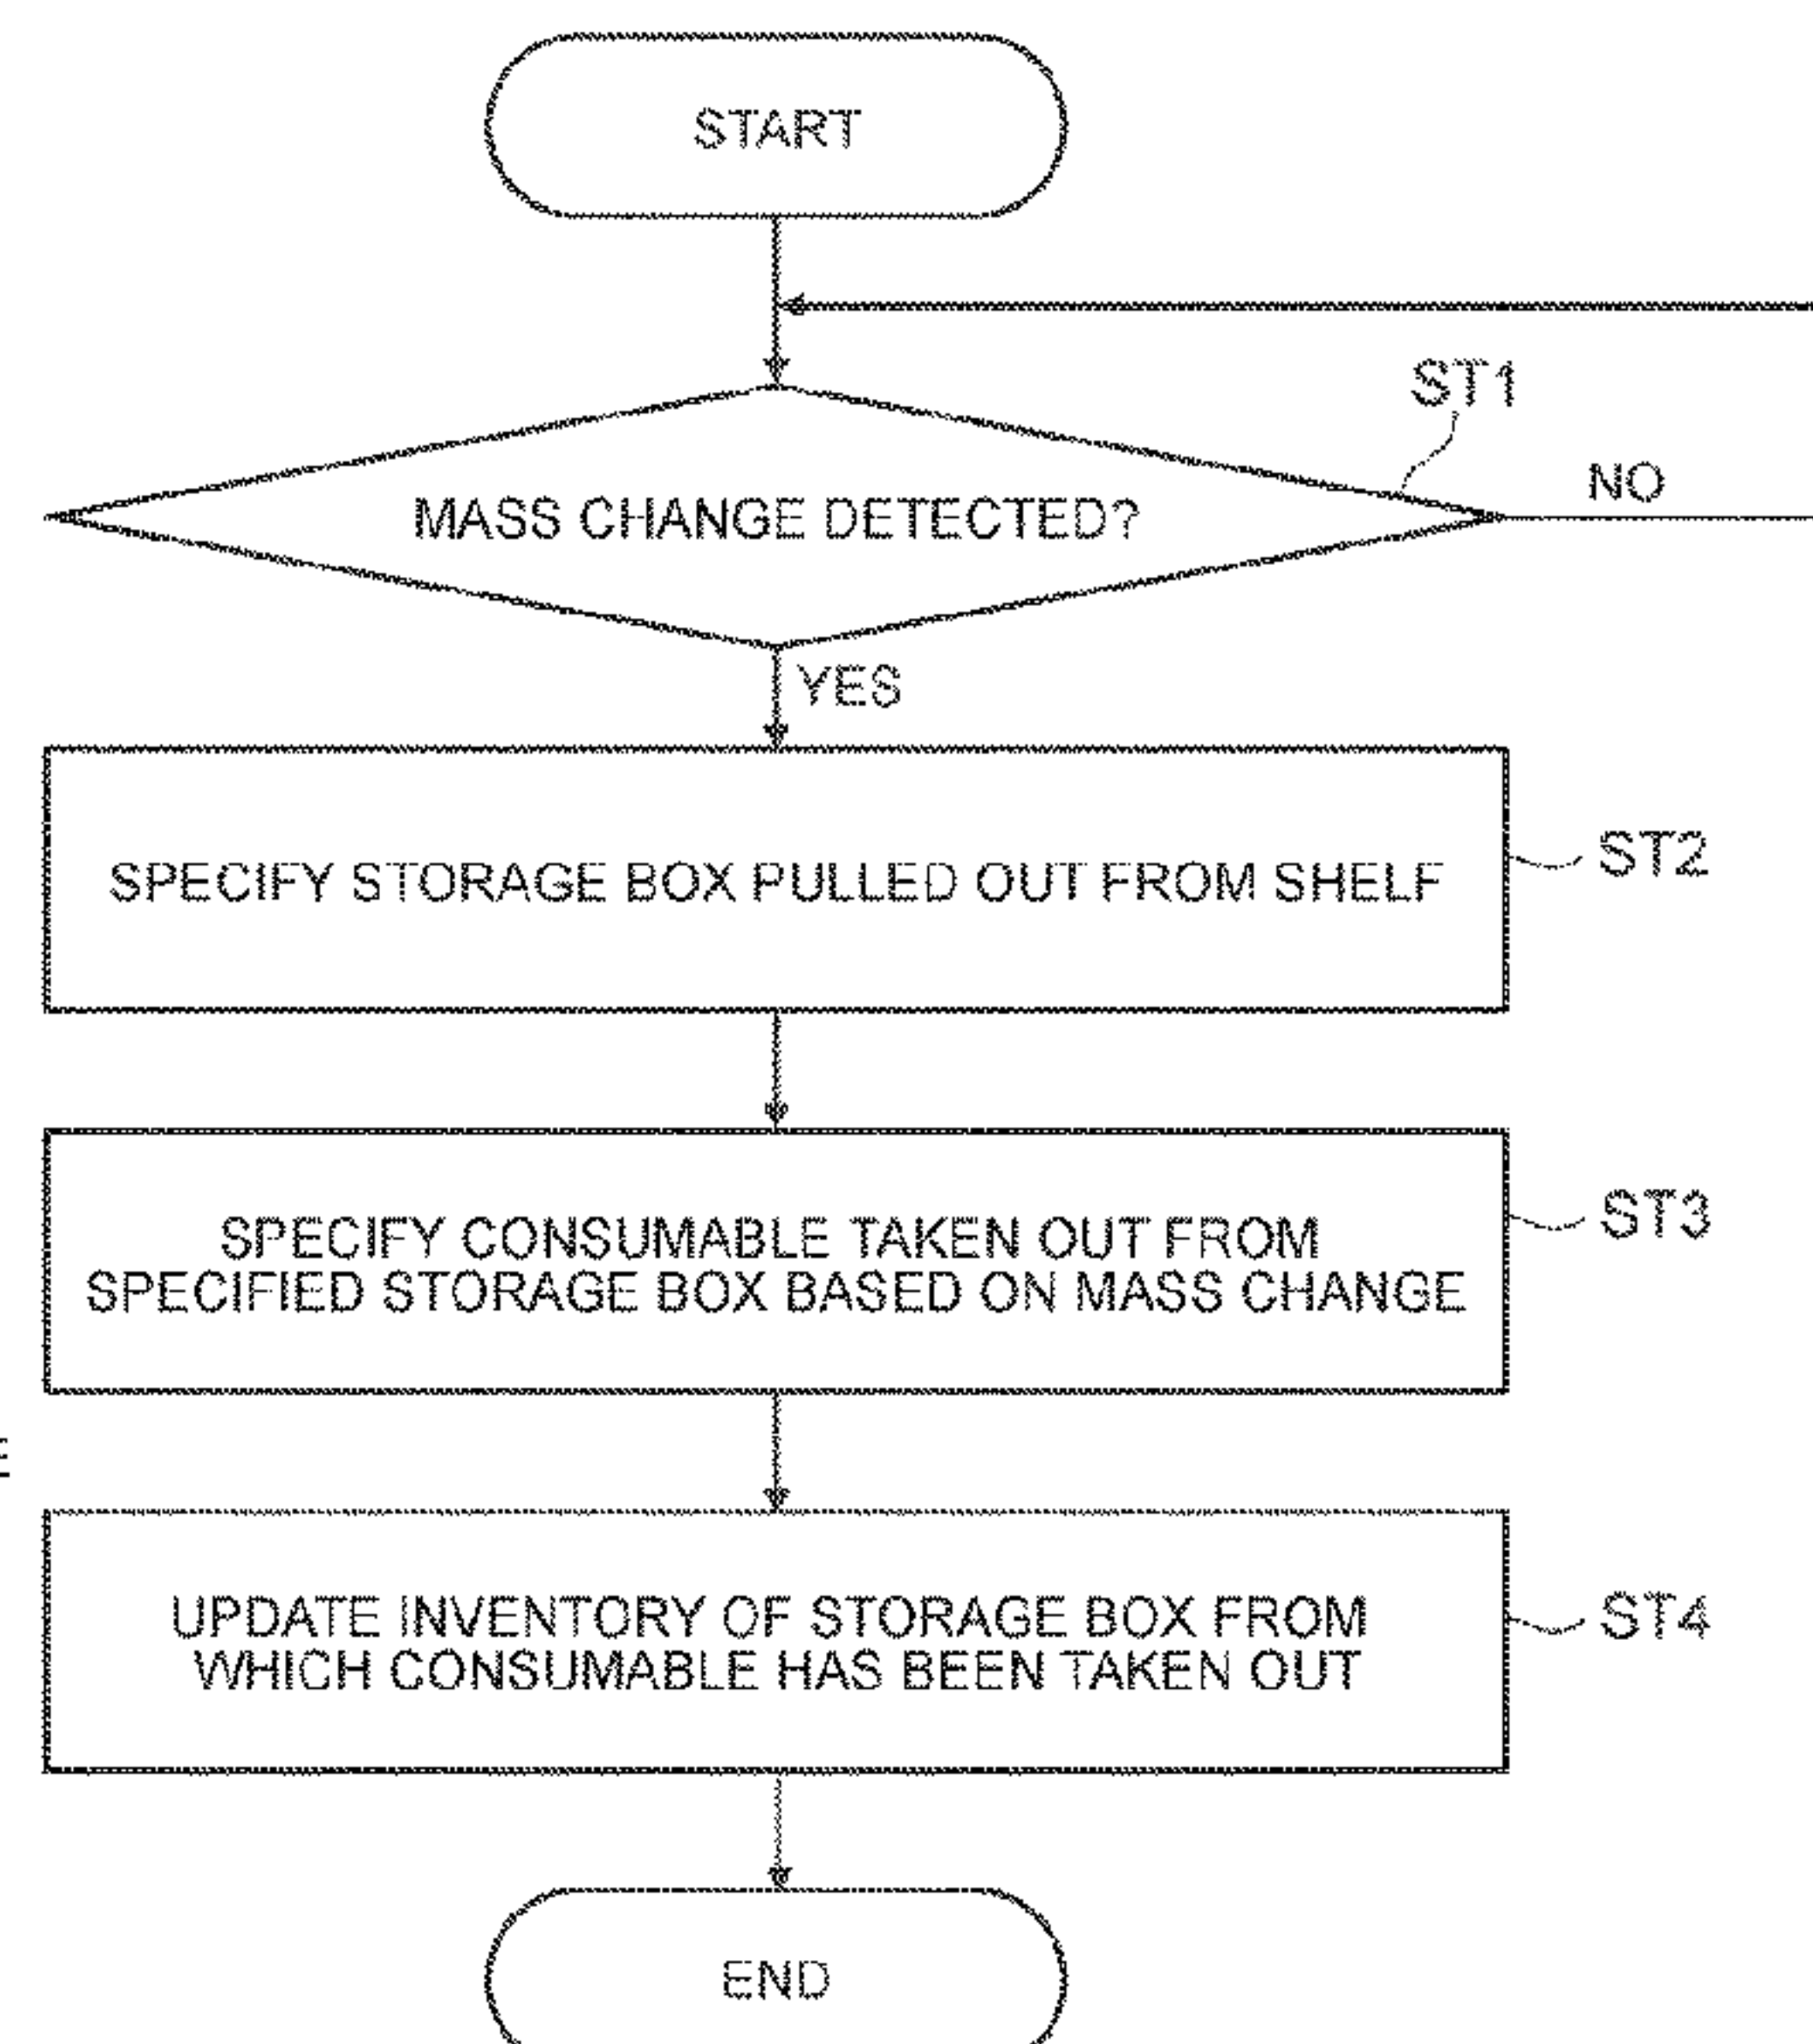 START
ST1
MASS CHANGE DETECTED?
NO
YES
SPECIFY STORAGE BOX PULLED OUT FROM SHELF
ST2
SPECIFY CONSUMABLE TAKEN OUT FROM
SPECIFIED STORAGE BOX BASED ON MASS CHANGE
ST3
UPDATE INVENTORY OF STORAGE BOX FROM
WHICH CONSUMABLE HAS BEEN TAKEN OUT
ST4
END